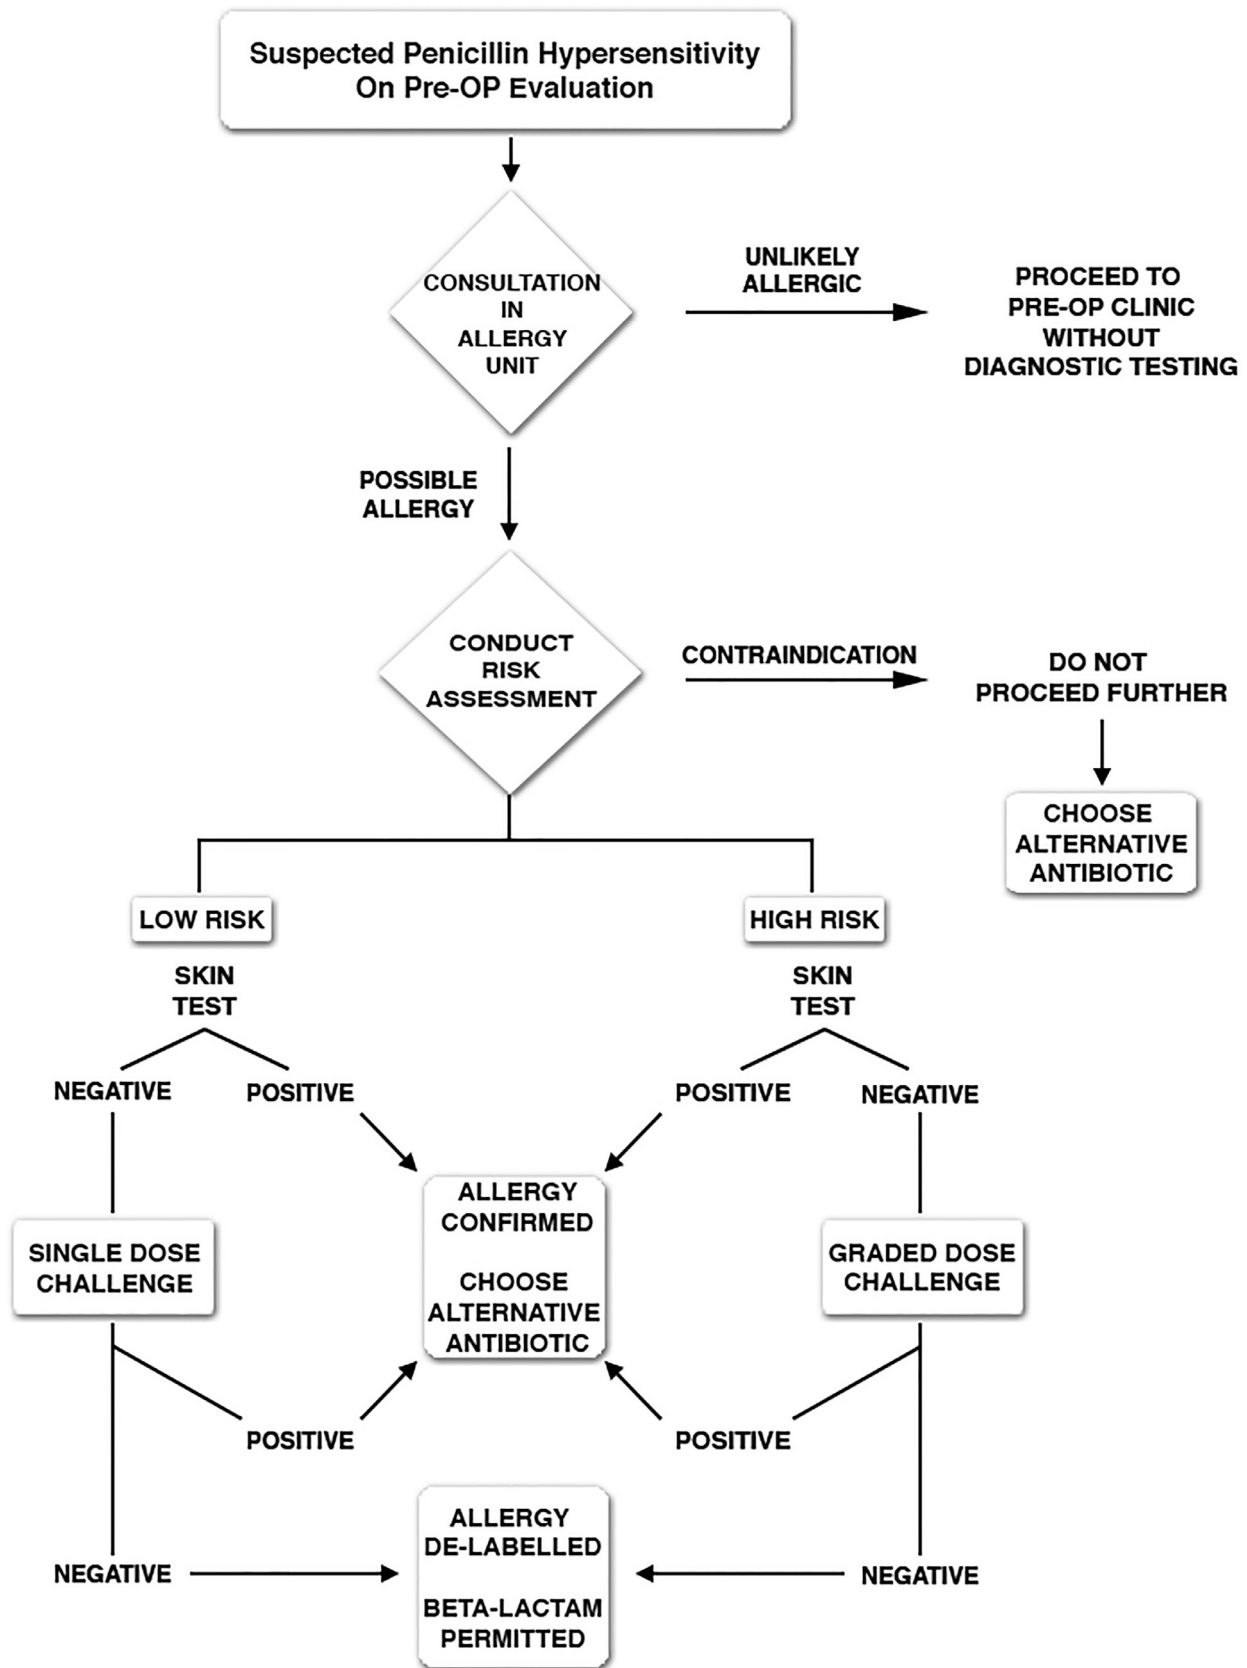 Suspected Penicillin Hypersensitivity
On Pre-OP Evaluation
CONSULTATION
IN
ALLERGY
UNIT
UNLIKELY
ALLERGIC
PROCEED TO
PRE-OP CLINIC
WITHOUT
DIAGNOSTIC TESTING
POSSIBLE
ALLERGY
CONDUCT
RISK
ASSESSMENT
CONTRAINDICATION
DO NOT
PROCEED FURTHER
CHOOSE
ALTERNATIVE
ANTIBIOTIC
LOW RISK
HIGH RISK
SKIN
TEST
SKIN
TEST
NEGATIVE
POSITIVE
POSITIVE
NEGATIVE
SINGLE DOSE
CHALLENGE
ALLERGY
CONFIRMED
CHOOSE
ALTERNATIVE
ANTIBIOTIC
GRADED DOSE
CHALLENGE
POSITIVE
POSITIVE
NEGATIVE
ALLERGY
DE-LABELLED
BETA-LACTAM
PERMITTED
NEGATIVE